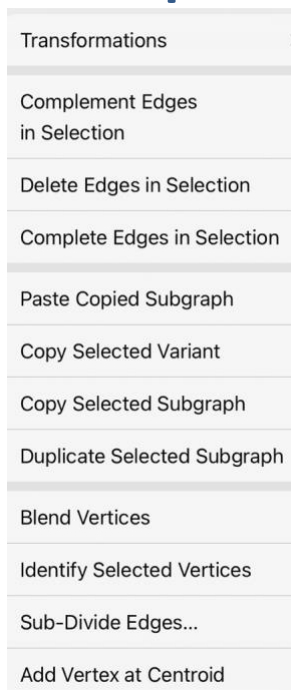 Transformations
Complement Edges
in Selection
Delete Edges in Selection
Complete Edges in Selection
Paste Copied Subgraph
Copy Selected Variant
Copy Selected Subgraph
Duplicate Selected Subgraph
Blend Vertices
Identify Selected Vertices
Sub-Divide Edges...
Add Vertex at Centroid